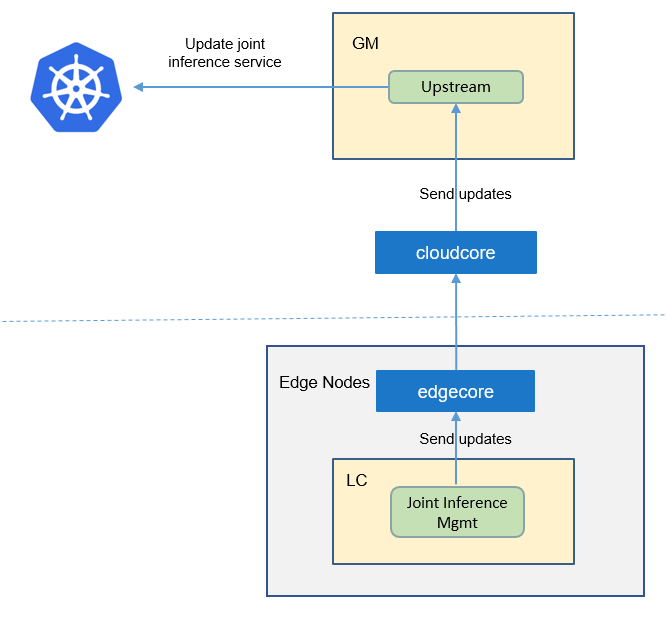 Update joint
inference service
GM
Upstream
Send updates
cloudcore
Edge Nodes
edgecore
Send updates
LC
Joint Inference
Mgmt